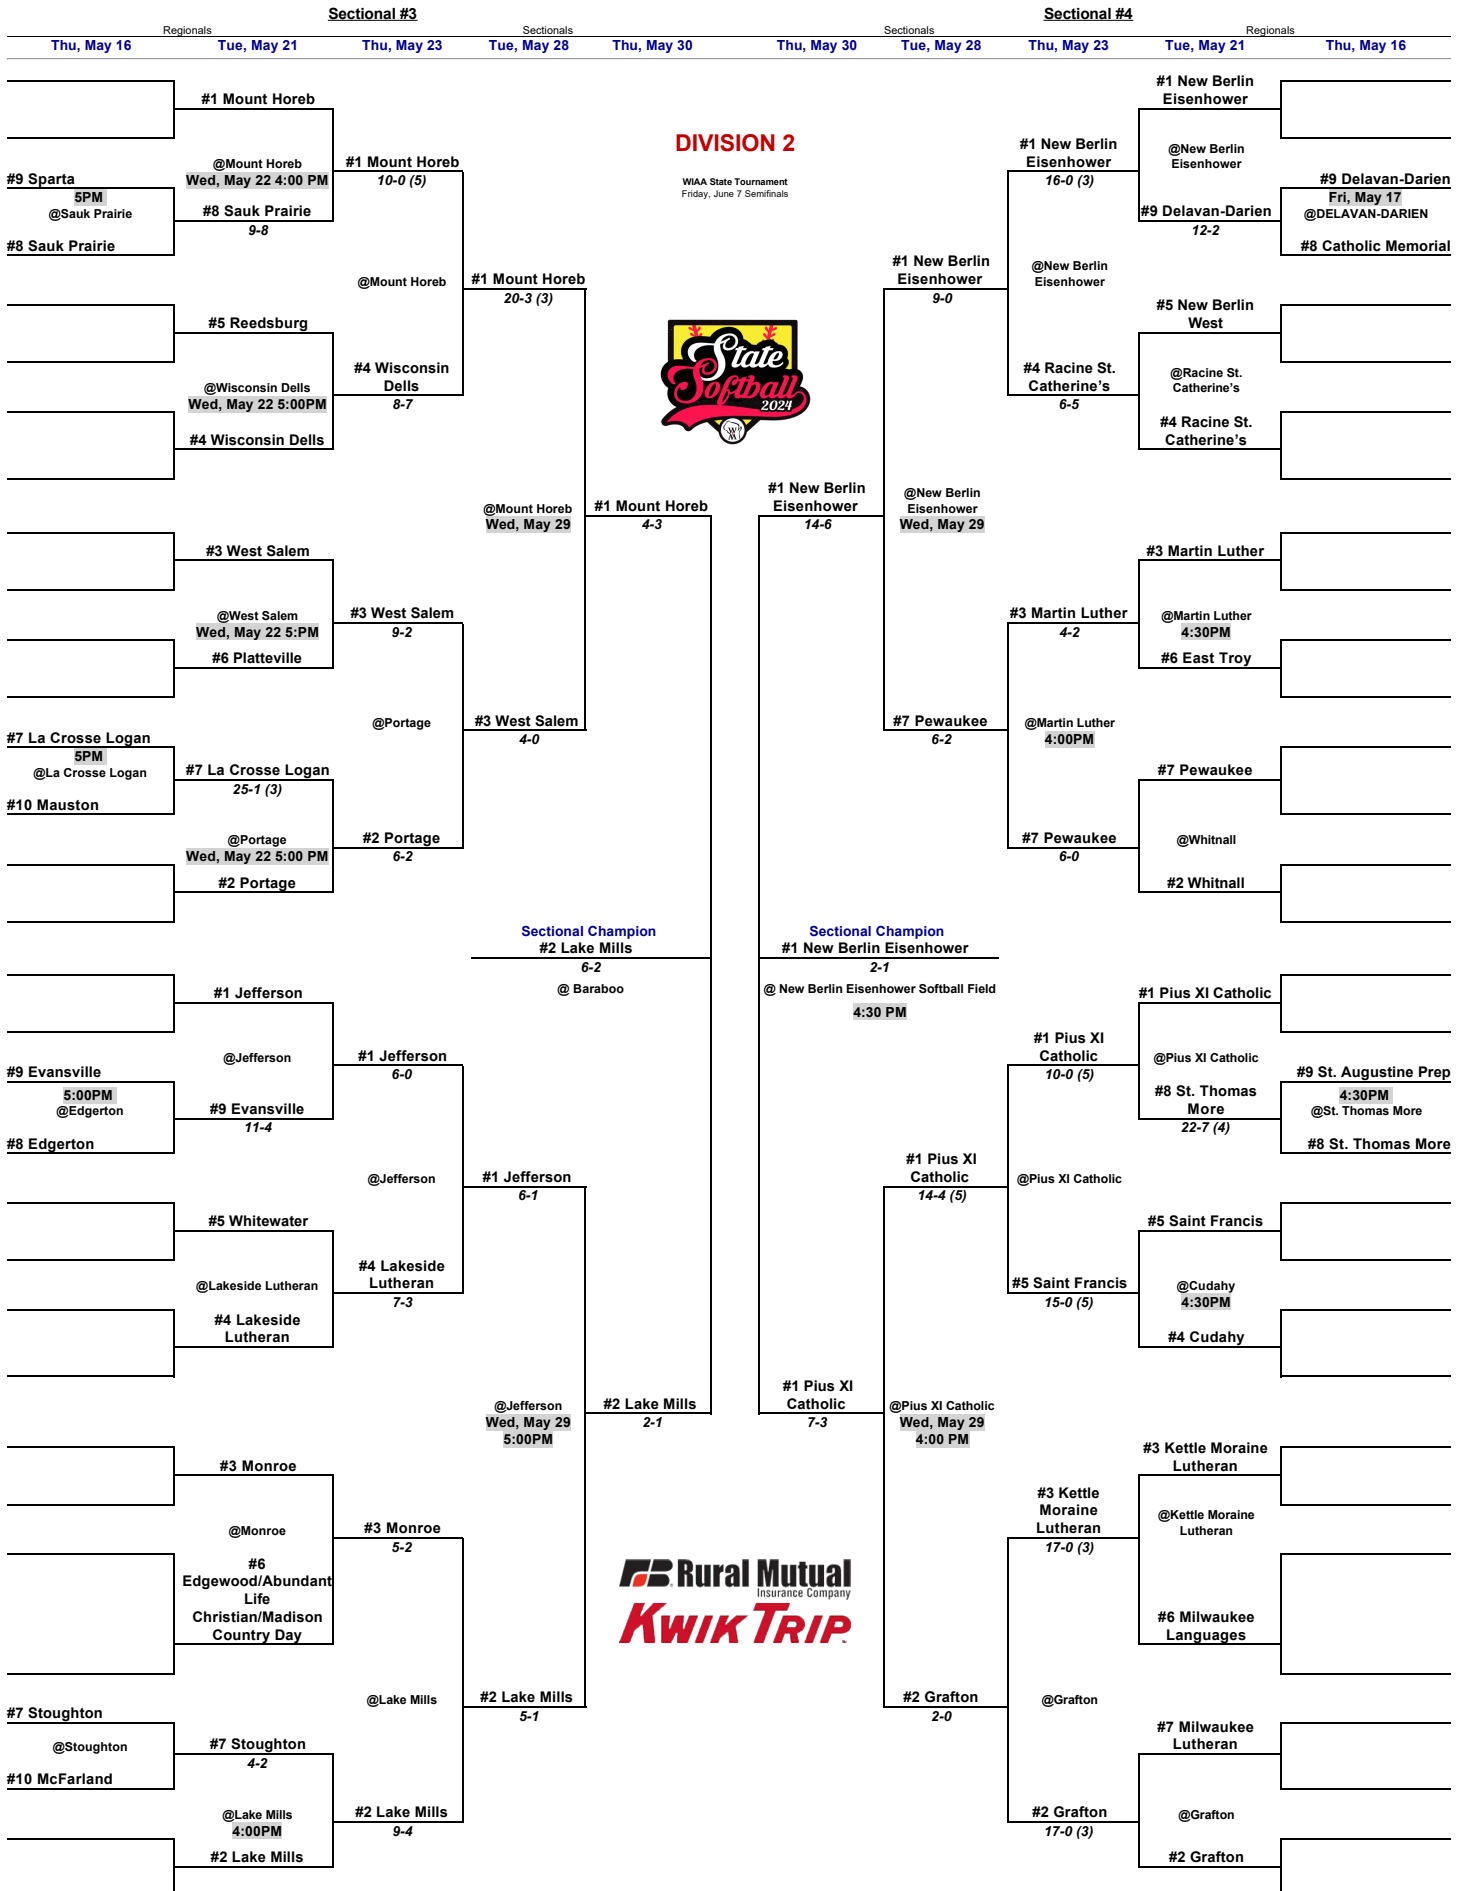 Sectional #3
Sectional #4
Regionals
Sectionals
Sectionals
Regionals
Thu, May 16
Tue, May 21
Thu, May 23
Tue, May 28
Thu, May 30
Thu, May 30
Tue, May 28
Thu, May 23
Tue, May 21
Thu, May 16
#1 Mount Horeb
@Mount Horeb
Wed, May 22 4:00 PM
#1 Mount Horeb
10-0 (5)
#9 Sparta
5PM
@Sauk Prairie
#8 Sauk Prairie
#8 Sauk Prairie
9-8
@Mount Horeb
#1 Mount Horeb
20-3 (3)
#5 Reedsburg
@Wisconsin Dells
Wed, May 22 5:00PM
#4 Wisconsin
Dells
8-7
#4 Wisconsin Dells
@Mount Horeb
Wed, May 29
#1 Mount Horeb
4-3
#3 West Salem
@West Salem
Wed, May 22 5:PM
#3 West Salem
9-2
#6 Platteville
@Portage
#3 West Salem
4-0
#7 La Crosse Logan
5PM
@La Crosse Logan
#10 Mauston
#7 La Crosse Logan
25-1 (3)
@Portage
Wed, May 22 5:00 PM
#2 Portage
6-2
#2 Portage
Sectional Champion
#2 Lake Mills
6-2
@ Baraboo
#1 Jefferson
@Jefferson
#1 Jefferson
6-0
#9 Evansville
5:00PM
@Edgerton
#8 Edgerton
#9 Evansville
11-4
@Jefferson
#1 Jefferson
6-1
#5 Whitewater
@Lakeside Lutheran
#4 Lakeside
Lutheran
7-3
#4 Lakeside
Lutheran
@Jefferson
Wed, May 29
5:00PM
#2 Lake Mills
2-1
#3 Monroe
@Monroe
#3 Monroe
5-2
#6
Edgewood/Abundant
Life
Christian/Madison
Country Day
@Lake Mills
#2 Lake Mills
5-1
#7 Stoughton
@Stoughton
#10 McFarland
#7 Stoughton
4-2
@Lake Mills
4:00PM
#2 Lake Mills
9-4
#2 Lake Mills
DIVISION 2
WIAA State Tournament
Friday, June 7 Semifinals
State
Softball
2024
Rural Mutual
Insurance Company
KWIK TRIP
#1 New Berlin
Eisenhower
@New Berlin
Eisenhower
#1 New Berlin
Eisenhower
16-0 (3)
#9 Delavan-Darien
Fri, May 17
@DELAVAN-DARIEN
#8 Catholic Memorial
#9 Delavan-Darien
12-2
@New Berlin
Eisenhower
#1 New Berlin
Eisenhower
9-0
#5 New Berlin
West
@Racine St.
Catherine's
#4 Racine St.
Catherine's
6-5
#4 Racine St.
Catherine's
@New Berlin
Eisenhower
Wed, May 29
#1 New Berlin
Eisenhower
14-6
#3 Martin Luther
@Martin Luther
4:30PM
#3 Martin Luther
4-2
#6 East Troy
@Martin Luther
4:00PM
#7 Pewaukee
6-2
#7 Pewaukee
@Whitnall
#7 Pewaukee
6-0
#2 Whitnall
Sectional Champion
#1 New Berlin Eisenhower
2-1
@ New Berlin Eisenhower Softball Field
4:30 PM
#1 Pius XI Catholic
@Pius XI Catholic
#1 Pius XI
Catholic
10-0 (5)
#9 St. Augustine Prep
4:30PM
@St. Thomas More
#8 St. Thomas More
#8 St. Thomas
More
22-7 (4)
@Pius XI Catholic
#1 Pius XI
Catholic
14-4 (5)
#5 Saint Francis
@Cudahy
4:30PM
#5 Saint Francis
15-0 (5)
#4 Cudahy
@Pius XI Catholic
Wed, May 29
4:00 PM
#1 Pius XI
Catholic
7-3
#3 Kettle Moraine
Lutheran
@Kettle Moraine
Lutheran
#3 Kettle
Moraine
Lutheran
17-0 (3)
#6 Milwaukee
Languages
@Grafton
#2 Grafton
2-0
#7 Milwaukee
Lutheran
@Grafton
#2 Grafton
17-0 (3)
#2 Grafton